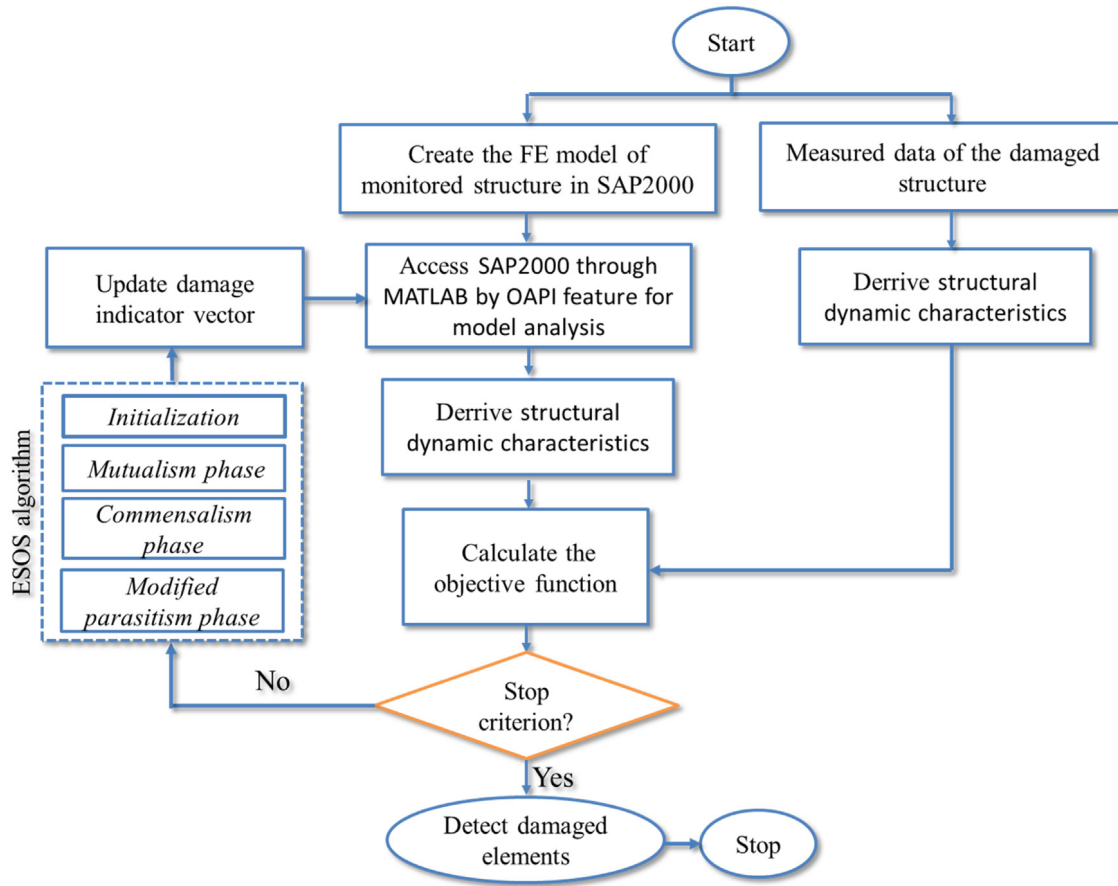 Start
Create the FE model of
monitored structure in SAP2000
Measured data of the damaged
structure
Update damage
indicator vector
Access SAP2000 through
MATLAB by OAPI feature for
model analysis
Derrive structural
dynamic characteristics
Derrive structural
dynamic characteristics
ESOS algorithm
Initialization
Mutualism phase
Commensalism
phase
Modified
parasitism phase
Calculate the
objective function
No
Stop
criterion?
Yes
Detect damaged
elements
Stop